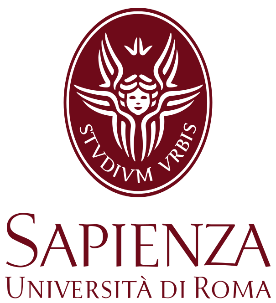 STVDIVM VRBIS
SAPIENZA
UNIVERSITÀ DI ROMA